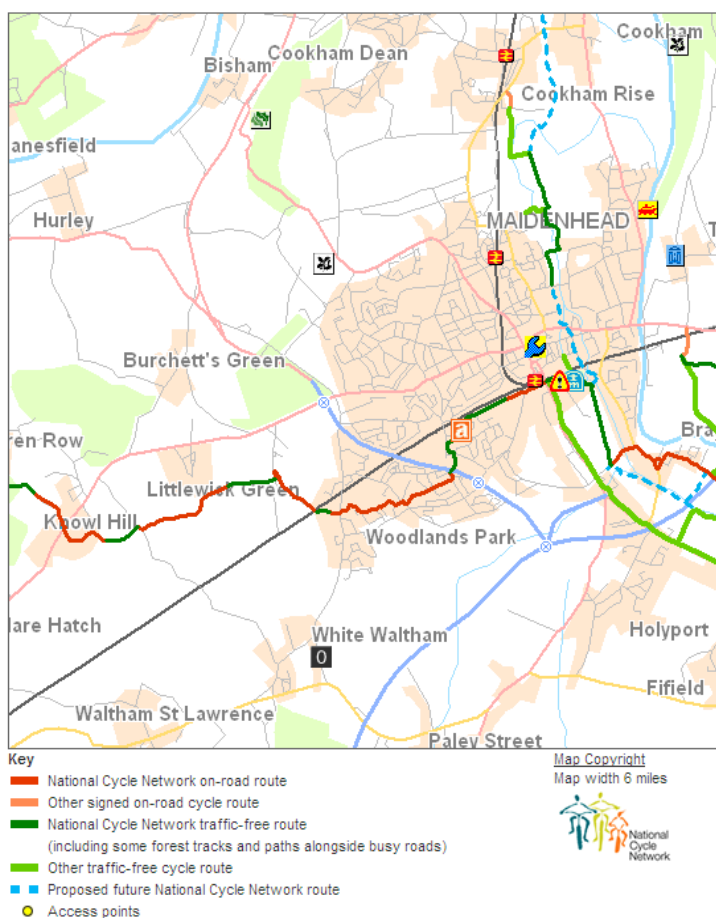 Cookham
Cookham Dean
Bisham
Cookham Rise
anesfield
Hurley
MAIDENHEAD
T
Burchett's Green
a
ren Row
Bra
Littlewick Green
Knowl Hill
Woodlands Park
lare Hatch
White Waltham
Holyport
0
Fifield
Waltham St Lawrence
Paley Street
Key
Map Copyright
National Cycle Network on-road route
Map width 6 miles
Other signed on-road cycle route
National Cycle Network traffic-free route
(including some forest tracks and paths alongside busy roads)
National
Cycle
Network
Other traffic-free cycle route
Proposed future National Cycle Network route
Access points